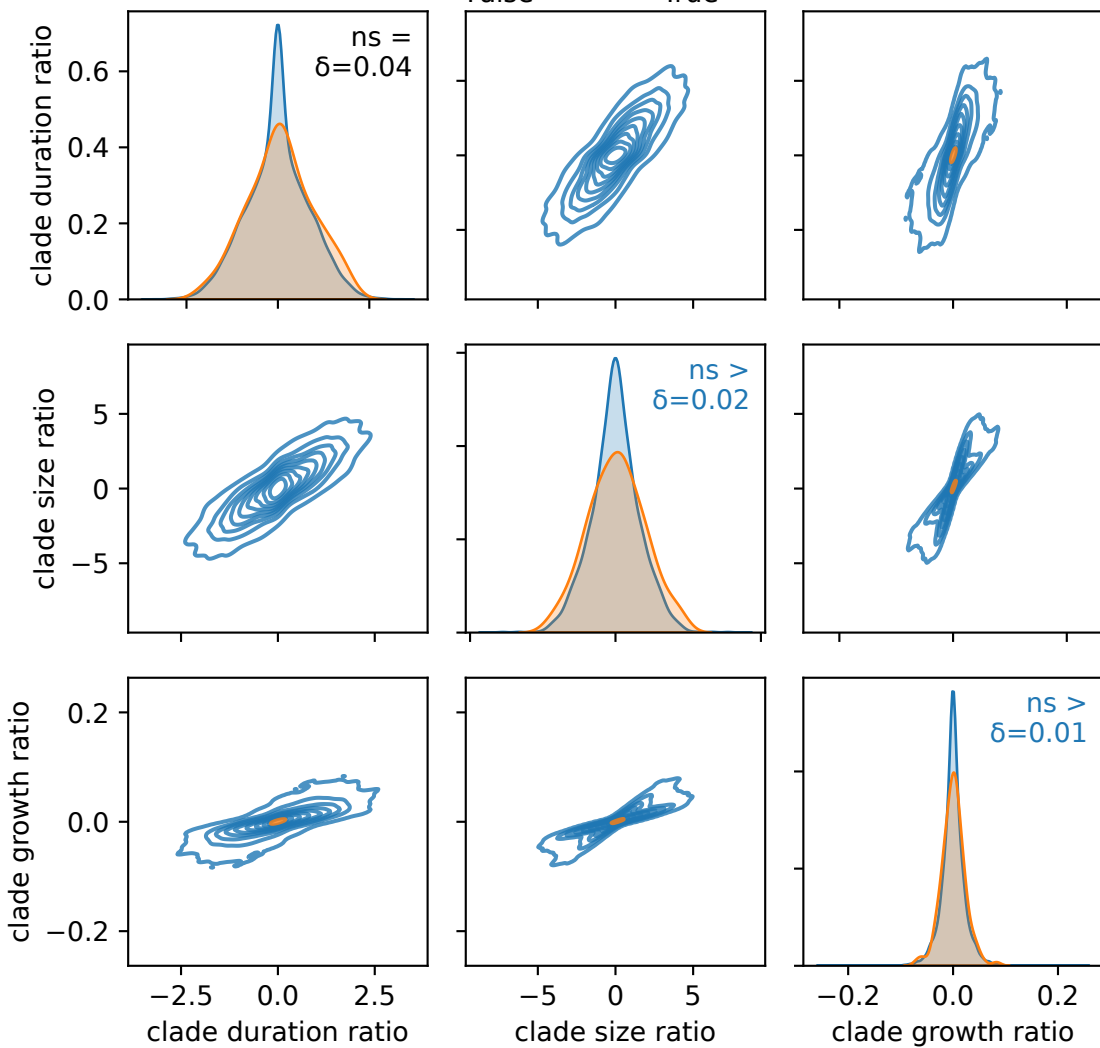 clade duration ratio
0.6
0.4
0.2
0.0
ns =
δ=0.04
clade size ratio
5
0
−5
ns >
δ=0.02
clade growth ratio
0.2
0.0
−0.2
ns >
δ=0.01
−2.5
0.0
2.5
−5
0
5
−0.2
0.0
0.2
clade duration ratio
clade size ratio
clade growth ratio